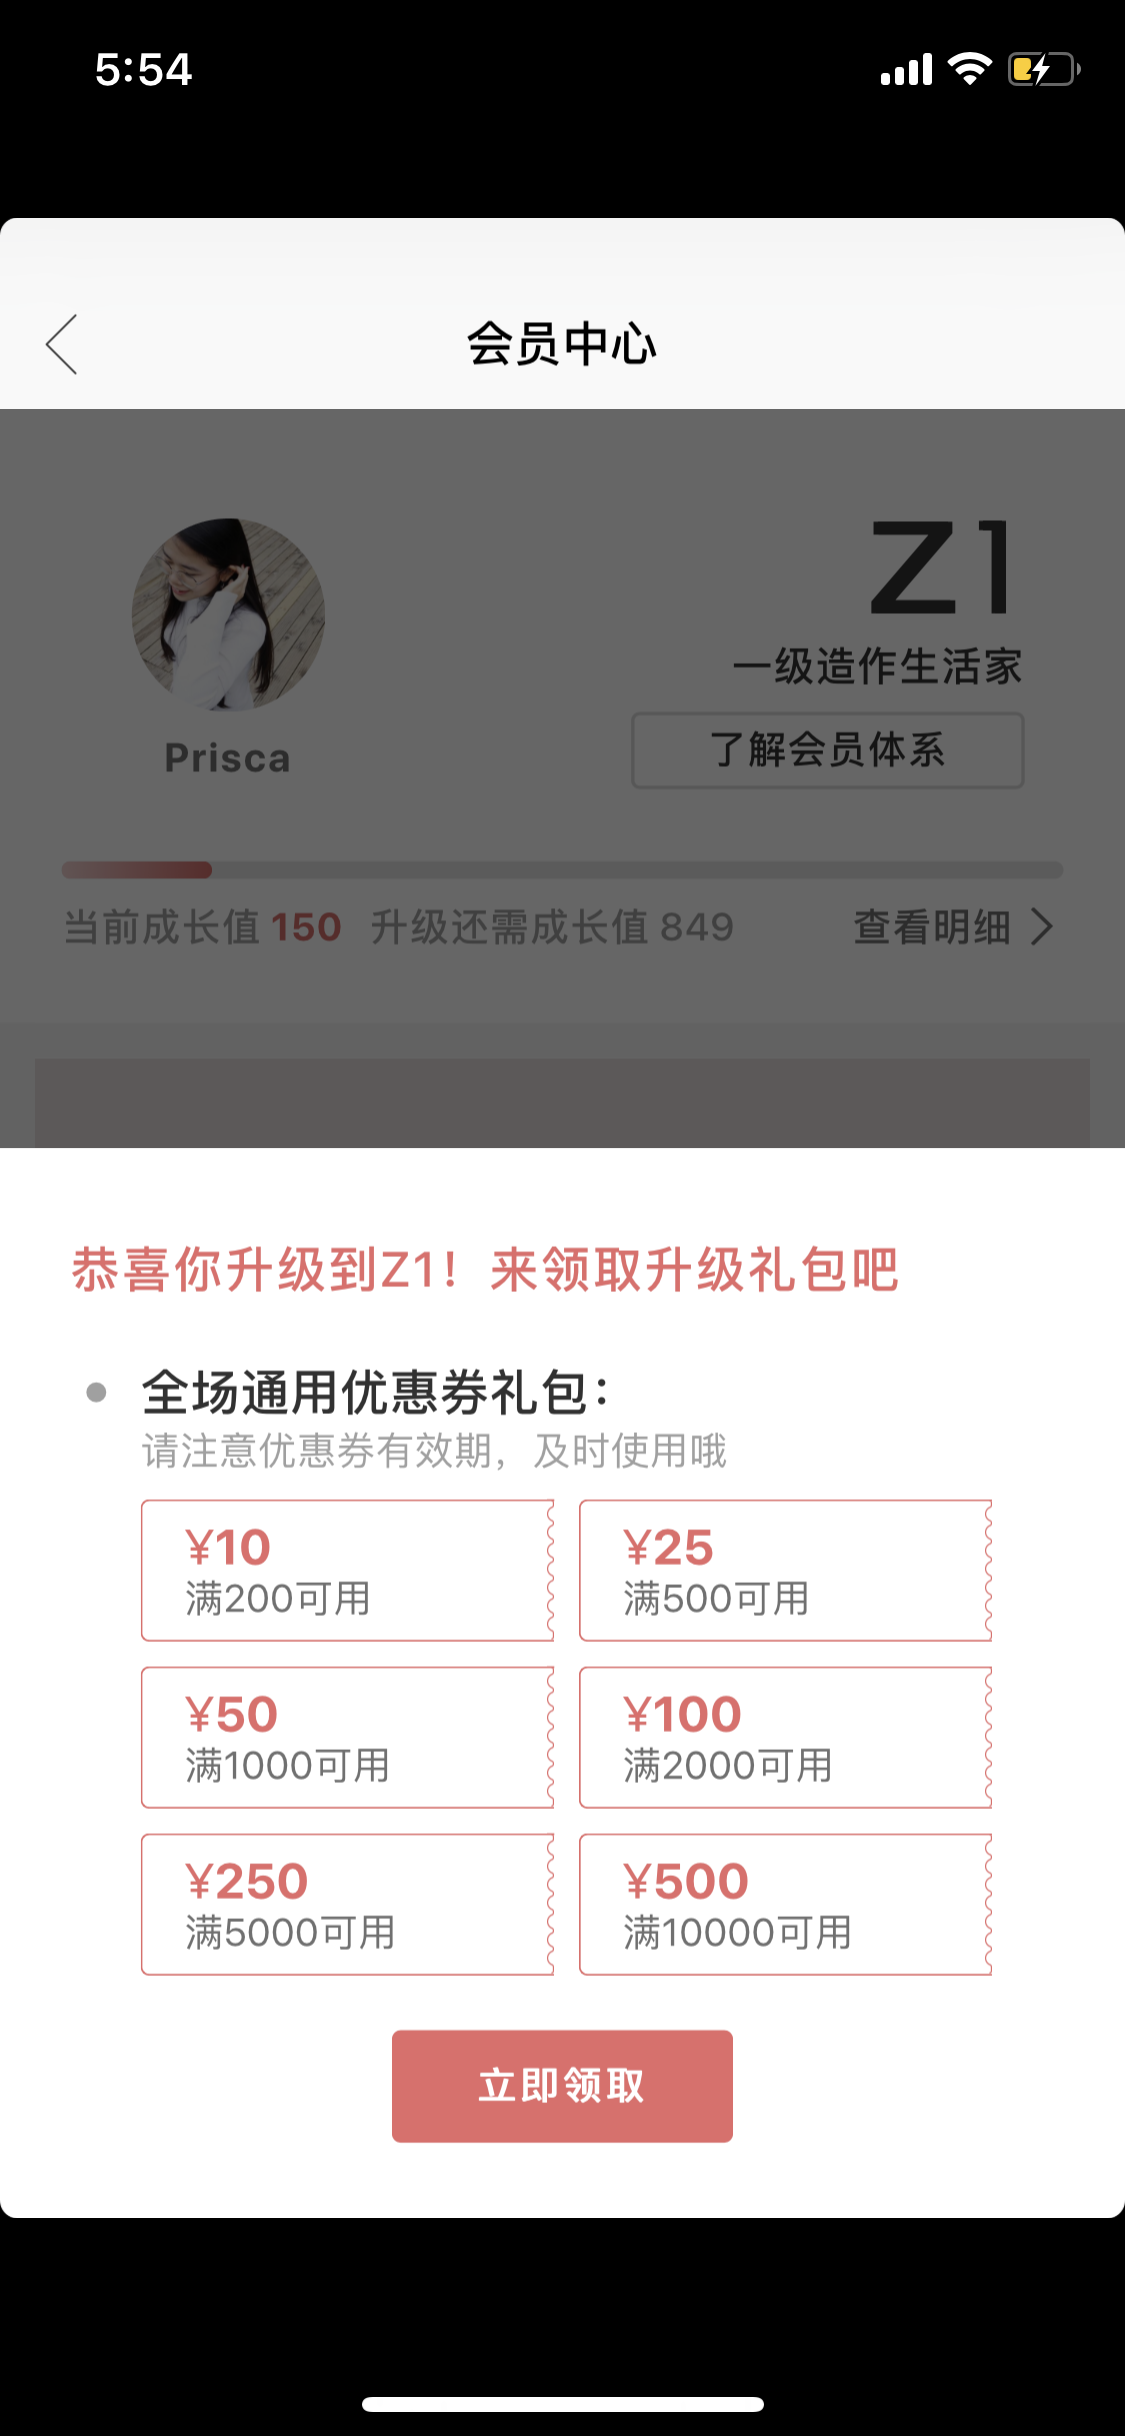 5:54
会员中心
Z1
一级造作生活家
Prisca
了解会员体系
当前成长值 150 升级还需成长值 849 查看明细
恭喜你升级到Z1！来领取升级礼包吧
全场通用优惠券礼包：
请注意优惠券有效期，及时使用哦
¥10 ¥25
满200可用 满500可用
¥50 ¥100
满1000可用 满2000可用
¥250 ¥500
满5000可用 满10000可用
立即领取